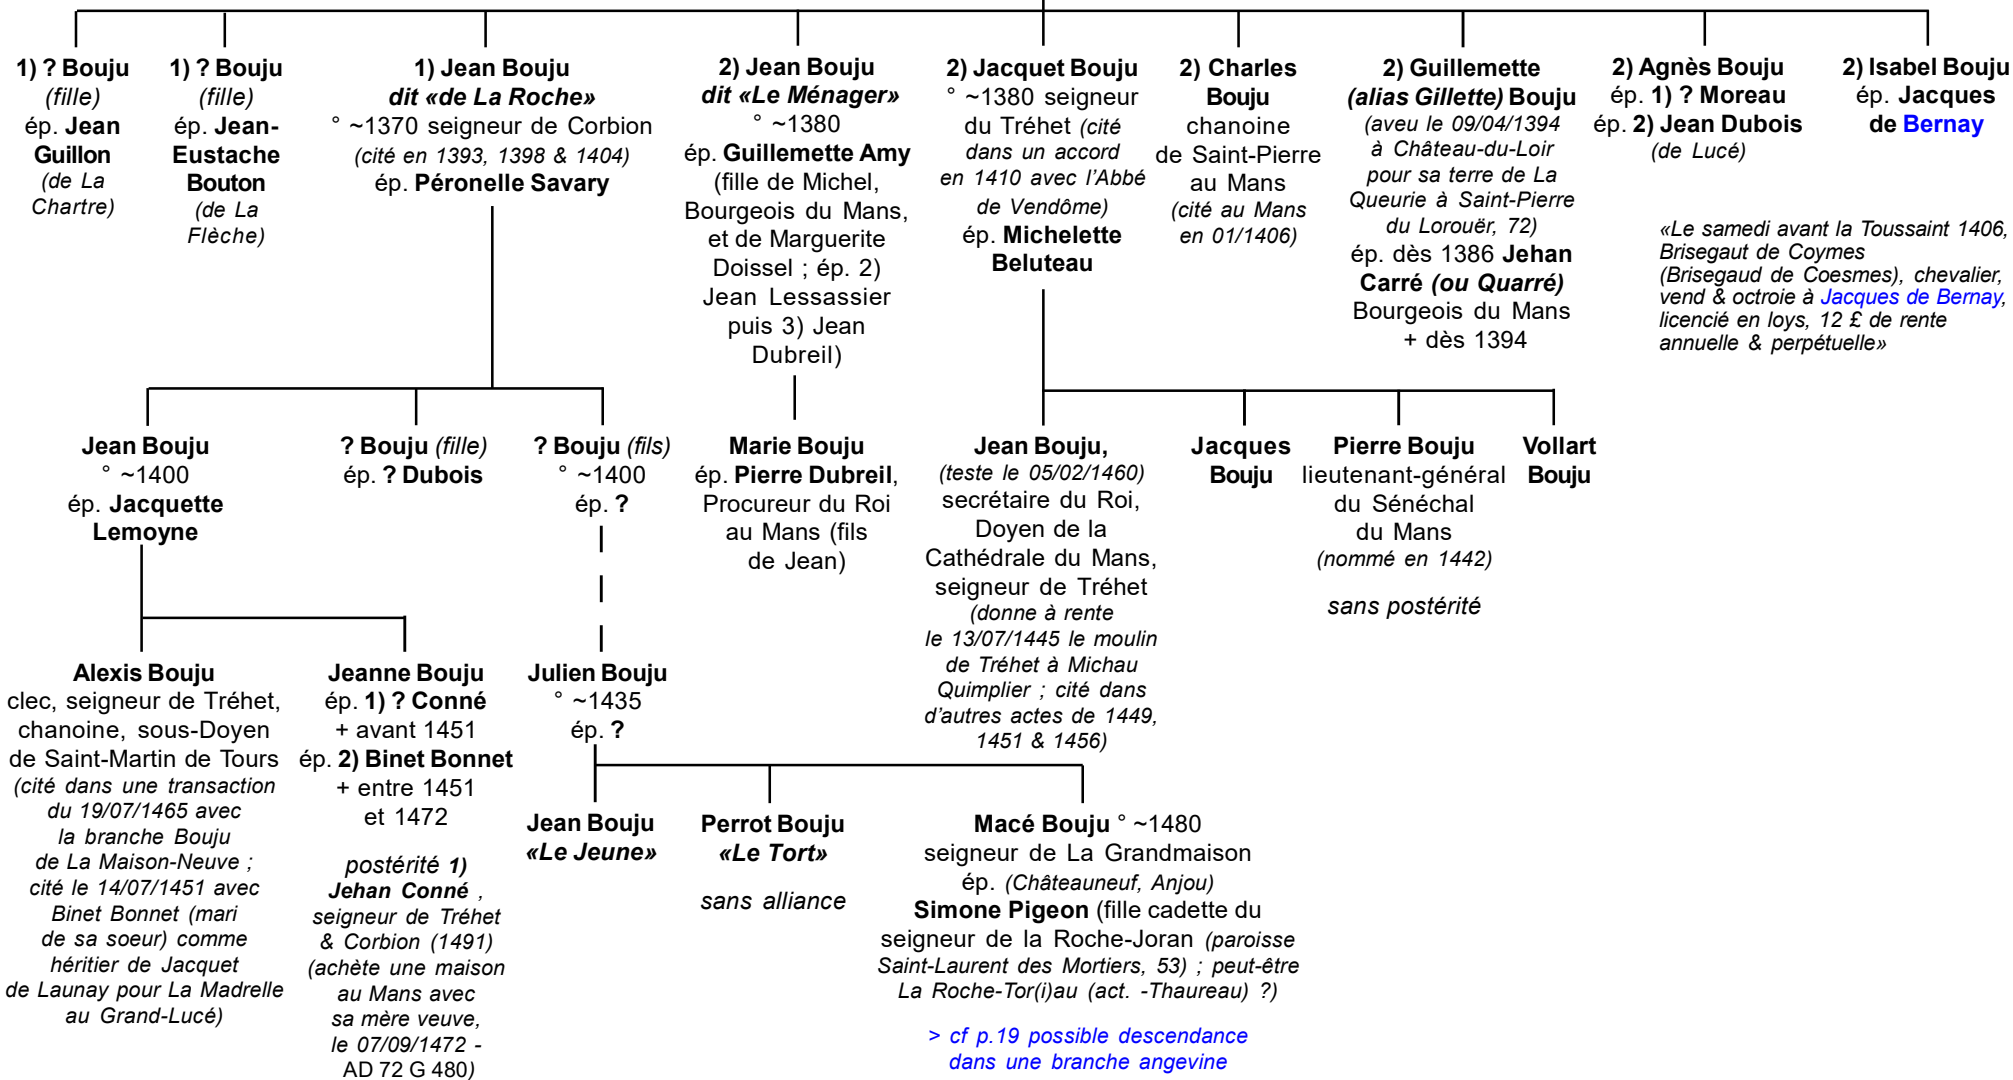 1) ? Bouju
(fille)
ép. Jean
Guillon
(de La
Chartre)
1) ? Bouju
(fille)
ép. Jean-
Eustache
Bouton
(de La
Flèche)
1) Jean Bouju
dit «de La Roche»
° ~1370 seigneur de Corbion
(cité en 1393, 1398 & 1404)
ép. Péronelle Savary
2) Jean Bouju
dit «Le Ménager»
° ~1380
ép. Guillemette Amy
(fille de Michel,
Bourgeois du Mans,
et de Marguerite
Doissel ; ép. 2)
Jean Lessassier
puis 3) Jean
Dubreil)
2) Jacquet Bouju
° ~1380 seigneur
du Tréhet (cité
dans un accord
en 1410 avec l'Abbé
de Vendôme)
ép. Michelette
Beluteau
2) Charles
Bouju
chanoine
de Saint-Pierre
au Mans
(cité au Mans
en 01/1406)
2) Guillemette
(alias Gillette) Bouju
(aveu le 09/04/1394
à Château-du-Loir
pour sa terre de La
Queurie à Saint-Pierre
du Lorouër, 72)
ép. dès 1386 Jehan
Carré (ou Quarré)
Bourgeois du Mans
+ dès 1394
2) Agnès Bouju
ép. 1) ? Moreau
ép. 2) Jean Dubois
(de Lucé)
2) Isabel Bouju
ép. Jacques
de Bernay
«Le samedi avant la Toussaint 1406,
Brisegaut de Coymes
(Brisegaud de Coesmes), chevalier,
vend & octroie à Jacques de Bernay,
licencié en loys, 12 £ de rente
annuelle & perpétuelle»
Jean Bouju
° ~1400
ép. Jacquette
Lemoyne
? Bouju (fille)
ép. ? Dubois
? Bouju (fils)
° ~1400
ép. ?
Marie Bouju
ép. Pierre Dubreil,
Procureur du Roi
au Mans (fils
de Jean)
Jean Bouju,
(teste le 05/02/1460)
secrétaire du Roi,
Doyen de la
Cathédrale du Mans,
seigneur de Tréhet
(donne à rente
le 13/07/1445 le moulin
de Tréhet à Michau
Quimplier ; cité dans
d'autres actes de 1449,
1451 & 1456)
Jacques
Bouju
Pierre Bouju
lieutenant-général
du Sénéchal
du Mans
(nommé en 1442)
sans postérité
Vollart
Bouju
Alexis Bouju
clec, seigneur de Tréhet,
chanoine, sous-Doyen
de Saint-Martin de Tours
(cité dans une transaction
du 19/07/1465 avec
la branche Bouju
de La Maison-Neuve ;
cité le 14/07/1451 avec
Binet Bonnet (mari
de sa soeur) comme
héritier de Jacquet
de Launay pour La Madrelle
au Grand-Lucé)
Jeanne Bouju
ép. 1) ? Conné
+ avant 1451
ép. 2) Binet Bonnet
+ entre 1451
et 1472
postérité 1)
Jehan Conné ,
seigneur de Tréhet
& Corbion (1491)
(achète une maison
au Mans avec
sa mère veuve,
le 07/09/1472 -
AD 72 G 480)
Julien Bouju
° ~1435
ép. ?
Jean Bouju
«Le Jeune»
Perrot Bouju
«Le Tort»
sans alliance
Macé Bouju ° ~1480
seigneur de La Grandmaison
ép. (Châteauneuf, Anjou)
Simone Pigeon (fille cadette du
seigneur de la Roche-Joran (paroisse
Saint-Laurent des Mortiers, 53) ; peut-être
La Roche-Tor(i)au (act. -Thaureau) ?)
> cf p.19 possible descendance
dans une branche angevine